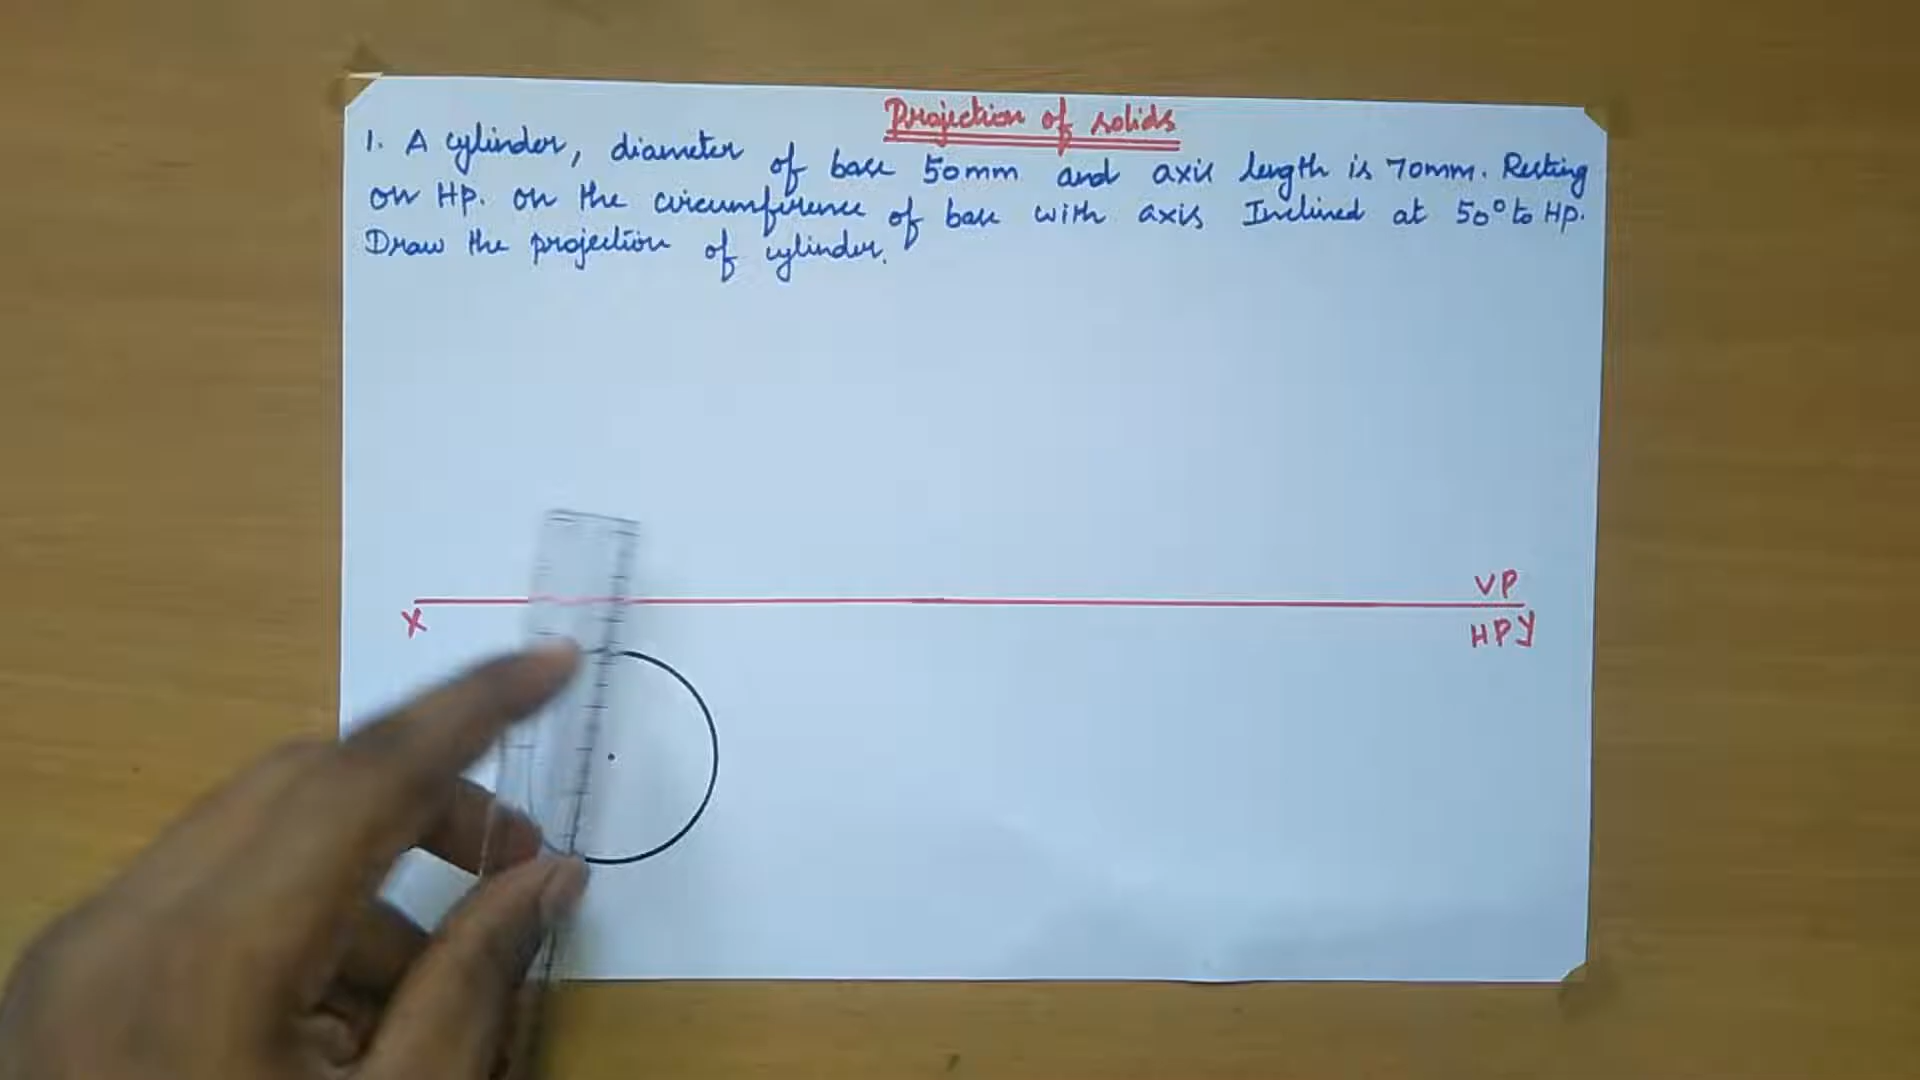 Projection of solids
1. A cylinder, diameter of base 50mm and axis length is 70mm. Resting
on HP. on the circumference of base with axis Inclined at 50° to HP.
Draw the projection of cylinder.
VP
X
HP Y